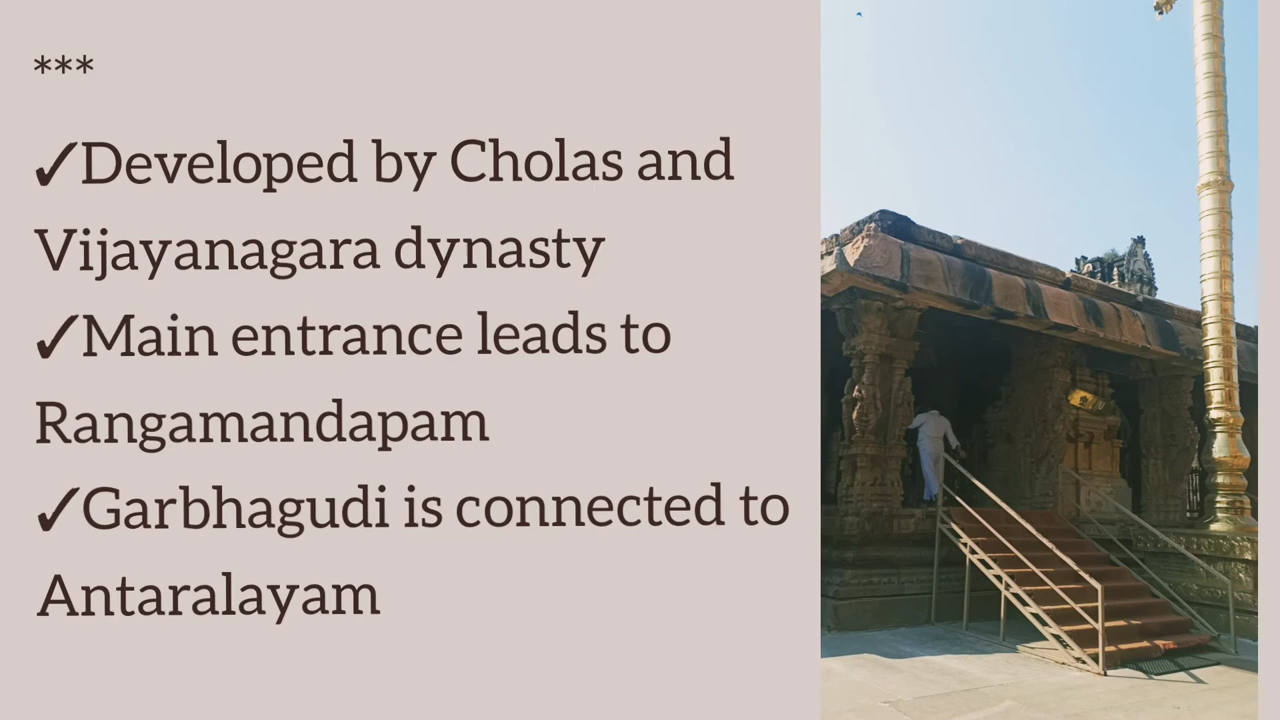 ***
✓Developed by Cholas and
Vijayanagara dynasty
✓Main entrance leads to
Rangamandapam
✓Garbhagudi is connected to
Antaralayam